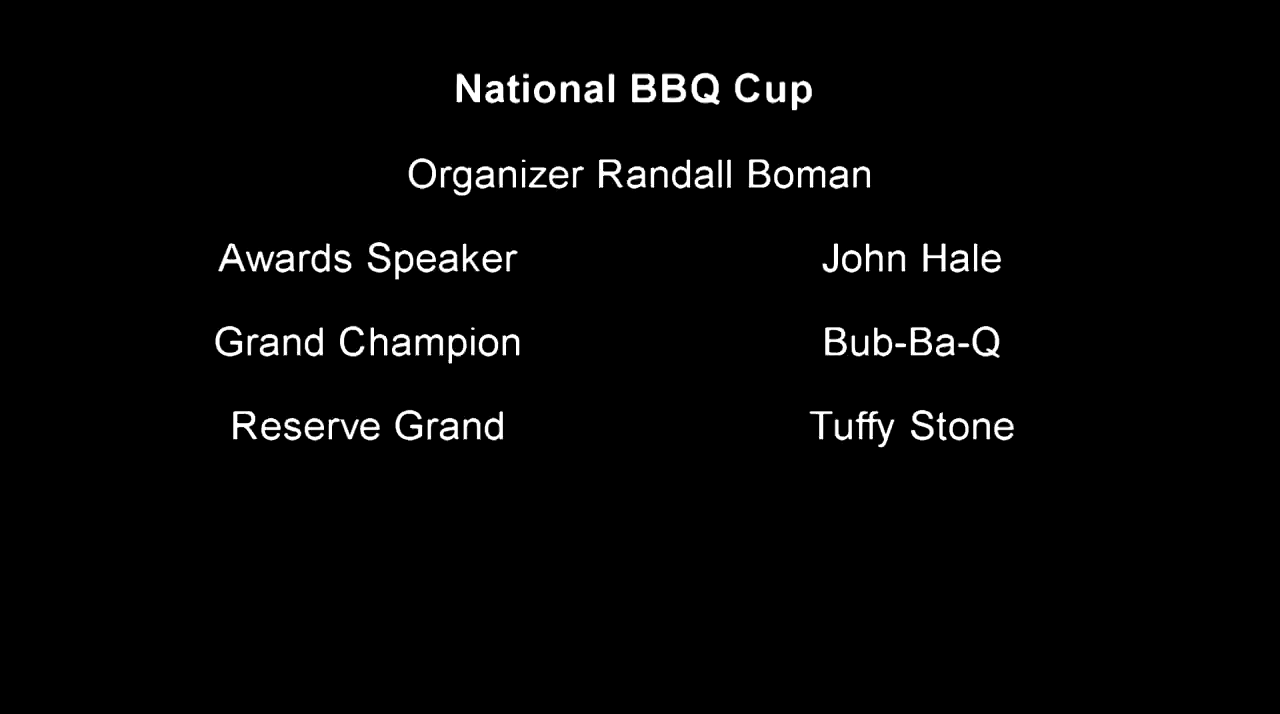 National BBQ Cup
Organizer Randall Boman
Awards Speaker John Hale
Grand Champion Bub-Ba-Q
Reserve Grand Tuffy Stone